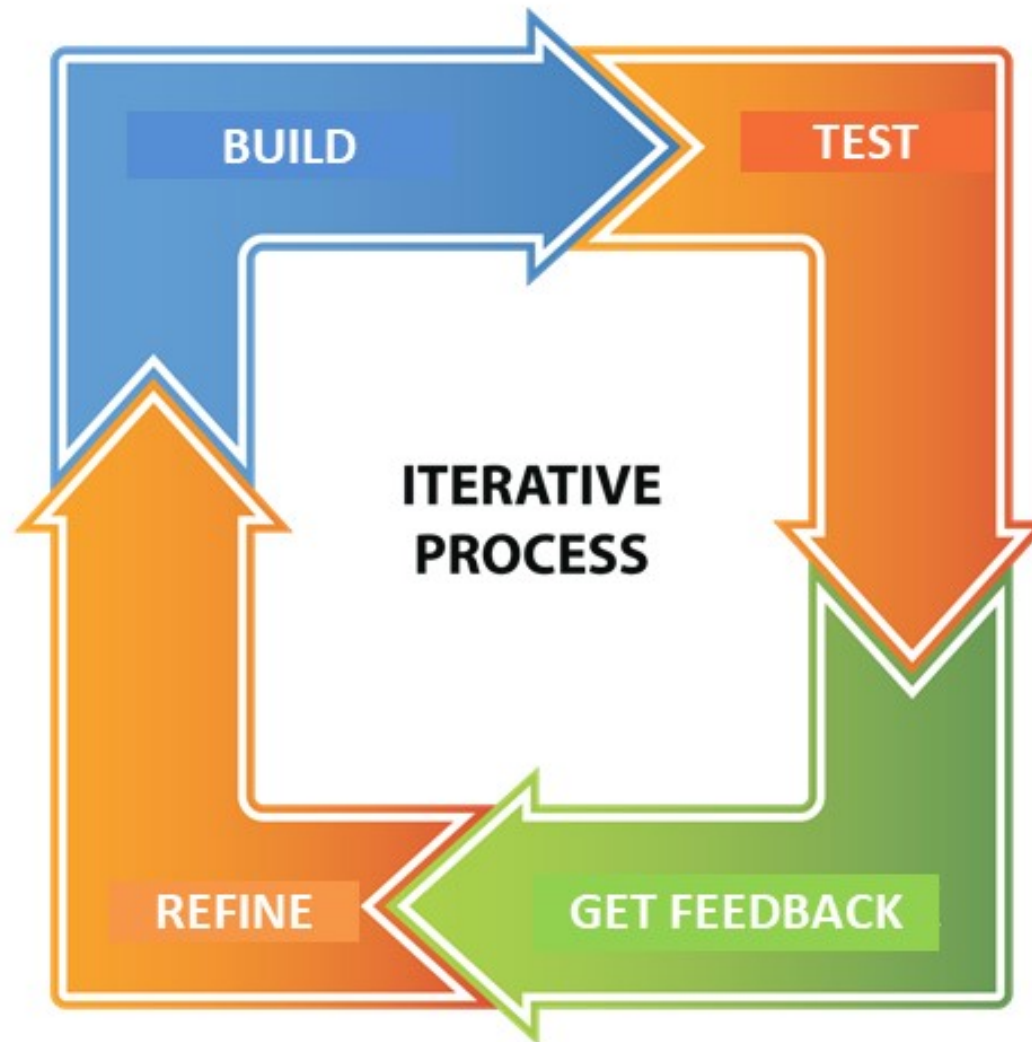 BUILD
TEST
ITERATIVE
PROCESS
REFINE
GET FEEDBACK